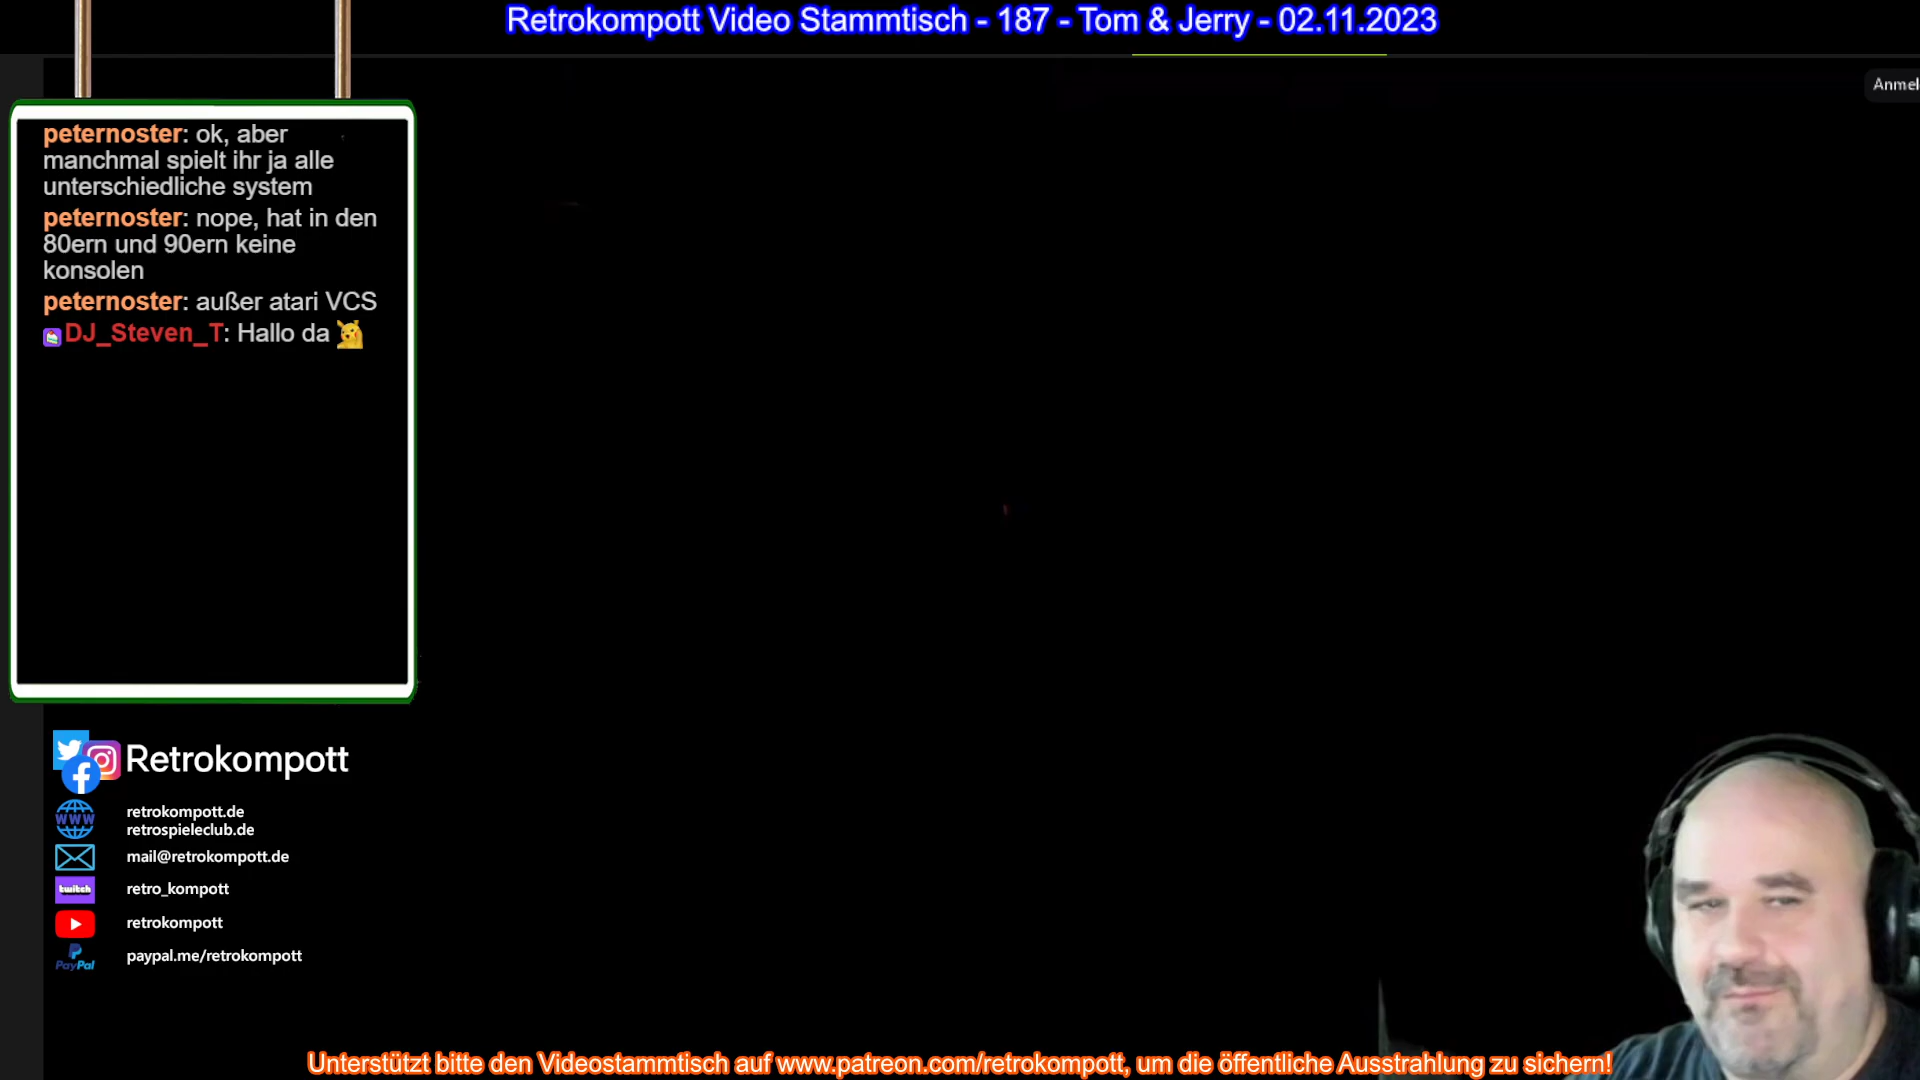 Retrokompott Video Stammtisch - 187 - Tom & Jerry - 02.11.2023
Anmel
peternoster: ok, aber
manchmal spielt ihr ja alle
unterschiedliche system
peternoster: nope, hat in den
80ern und 90ern keine
konsolen
peternoster: außer atari VCS
DJ_Steven_T: Hallo da
Retrokompott
www
retrokompott.de
retrospieleclub.de
mail@retrokompott.de
twitch
retro_kompott
retrokompott
PayPal
paypal.me/retrokompott
Unterstützt bitte den Videostammtisch auf www.patreon.com/retrokompott, um die öffentliche Ausstrahlung zu sichern!